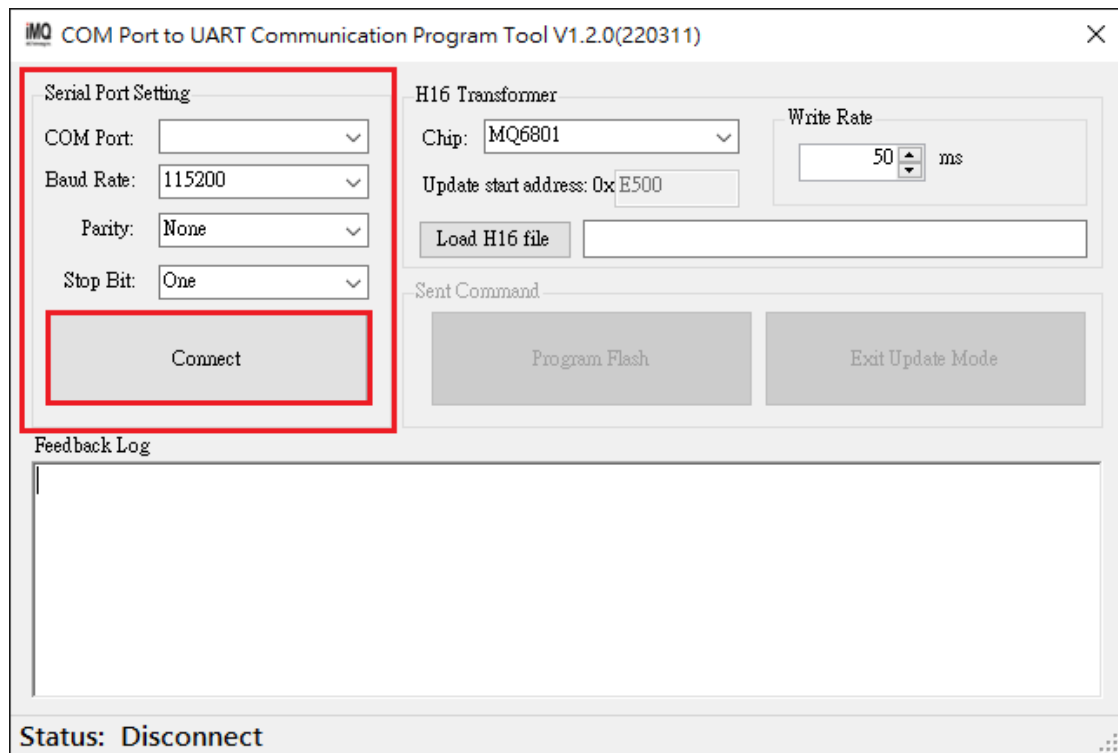 iMQ COM Port to UART Communication Program Tool V1.2.0(220311)
Serial Port Setting
COM Port:
Baud Rate: 115200
Parity: None
Stop Bit: One
Connect
H16 Transformer
Chip: MQ6801
Update start address: 0x E500
Load H16 file
Write Rate
50 ms
Sent Command
Program Flash
Exit Update Mode
Feedback Log
Status: Disconnect